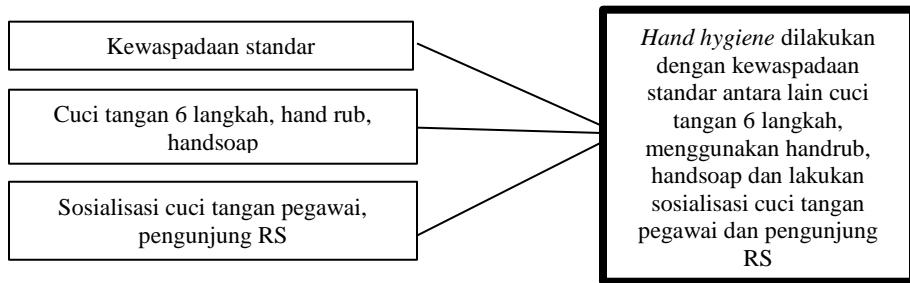 Kewaspadaan standar
Cuci tangan 6 langkah, hand rub,
handsoap
Sosialisasi cuci tangan pegawai,
pengunjung RS
Hand hygiene dilakukan
dengan kewaspadaan
standar antara lain cuci
tangan 6 langkah,
menggunakan handrub,
handsoap dan lakukan
sosialisasi cuci tangan
pegawai dan pengunjung
RS